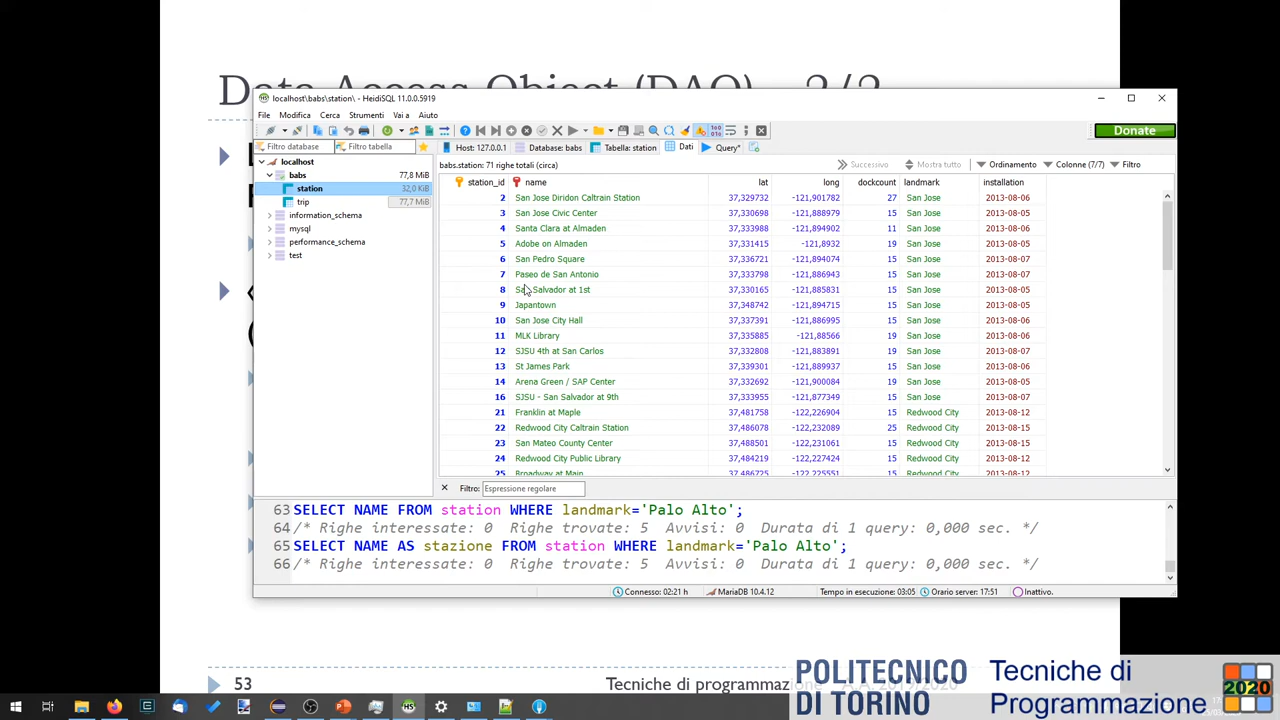 Data Access Object (DAO) – 2/2
localhost\babs\station\ - HeidiSQL 11.0.0.5919
File Modifica Cerca Strumenti Vai a Aiuto
Donate
Filtro database Filtro tabella
Host: 127.0.0.1 Database: babs Tabella: station Dati Query*
localhost
babs 77,8 MiB
station 32,0 KiB
trip 77,7 MiB
information_schema
mysql
performance_schema
test
babs.station: 71 righe totali (circa) Successivo Mostra tutto Ordinamento Colonne (7/7) Filtro
station_id name lat long dockcount landmark installation
2 San Jose Diridon Caltrain Station 37,329732 -121,901782 27 San Jose 2013-08-06
3 San Jose Civic Center 37,330698 -121,888979 15 San Jose 2013-08-05
4 Santa Clara at Almaden 37,333988 -121,894902 11 San Jose 2013-08-06
5 Adobe on Almaden 37,331415 -121,8932 19 San Jose 2013-08-05
6 San Pedro Square 37,336721 -121,894074 15 San Jose 2013-08-07
7 Paseo de San Antonio 37,333798 -121,886943 15 San Jose 2013-08-07
8 San Salvador at 1st 37,330165 -121,885831 15 San Jose 2013-08-05
9 Japantown 37,348742 -121,894715 15 San Jose 2013-08-05
10 San Jose City Hall 37,337391 -121,886995 15 San Jose 2013-08-06
11 MLK Library 37,335885 -121,88566 19 San Jose 2013-08-06
12 SJSU 4th at San Carlos 37,332808 -121,883891 19 San Jose 2013-08-07
13 St James Park 37,339301 -121,889937 15 San Jose 2013-08-06
14 Arena Green / SAP Center 37,332692 -121,900084 19 San Jose 2013-08-05
16 SJSU - San Salvador at 9th 37,333955 -121,877349 15 San Jose 2013-08-07
21 Franklin at Maple 37,481758 -122,226904 15 Redwood City 2013-08-12
22 Redwood City Caltrain Station 37,486078 -122,232089 25 Redwood City 2013-08-15
23 San Mateo County Center 37,488501 -122,231061 15 Redwood City 2013-08-15
24 Redwood City Public Library 37,484219 -122,227424 15 Redwood City 2013-08-12
25 Broadway at Main 37,486725 -122,225551 15 Redwood City 2013-08-12
Filtro: Espressione regolare
63 SELECT NAME FROM station WHERE landmark='Palo Alto';
64 /* Righe interessate: 0 Righe trovate: 5 Avvisi: 0 Durata di 1 query: 0,000 sec. */
65 SELECT NAME AS stazione FROM station WHERE landmark='Palo Alto';
66 /* Righe interessate: 0 Righe trovate: 5 Avvisi: 0 Durata di 1 query: 0,000 sec. */
Connesso: 02:21 h MariaDB 10.4.12 Tempo in esecuzione: 03:05 Orario server: 17:51 Inattivo.
53 Tecniche di programmazione – A.A. 2019/2020
POLITECNICO
DI TORINO
Tecniche di
Programmazione
2020